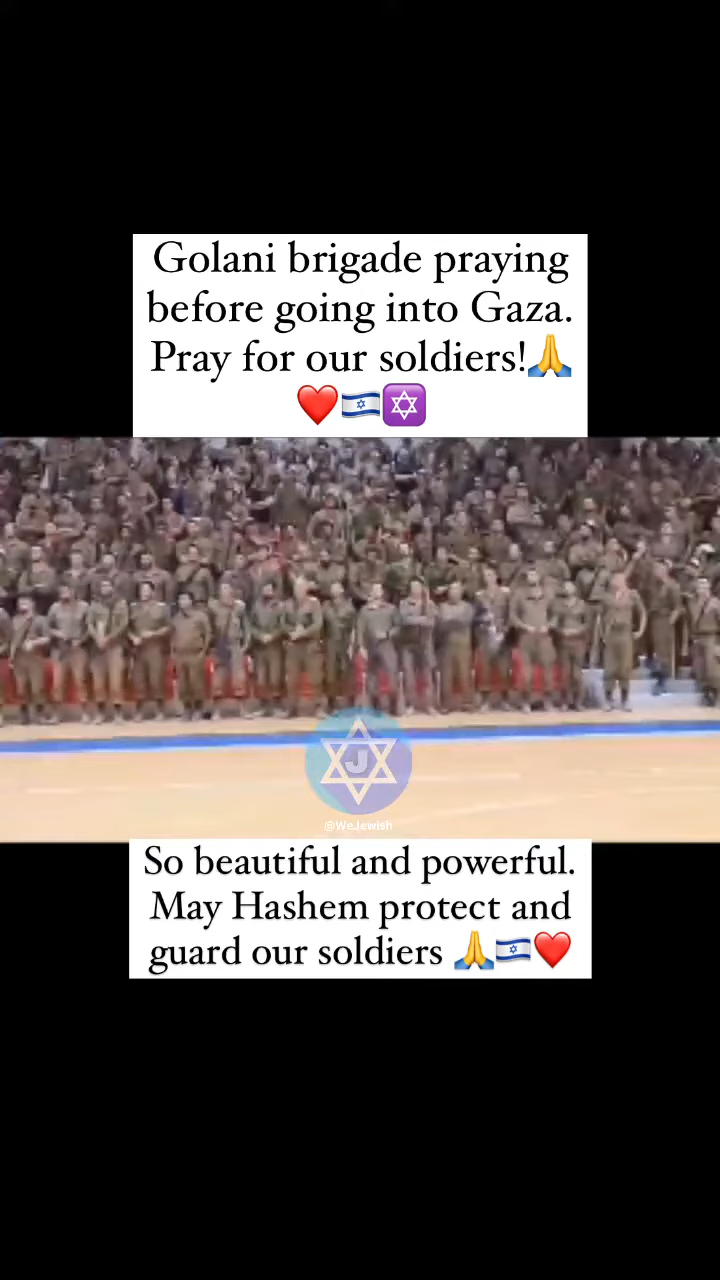 Golani brigade praying
before going into Gaza.
Pray for our soldiers!🙏
❤️🇮🇱🔯
J
@WeJewish
So beautiful and powerful.
May Hashem protect and
guard our soldiers 🙏🇮🇱❤️